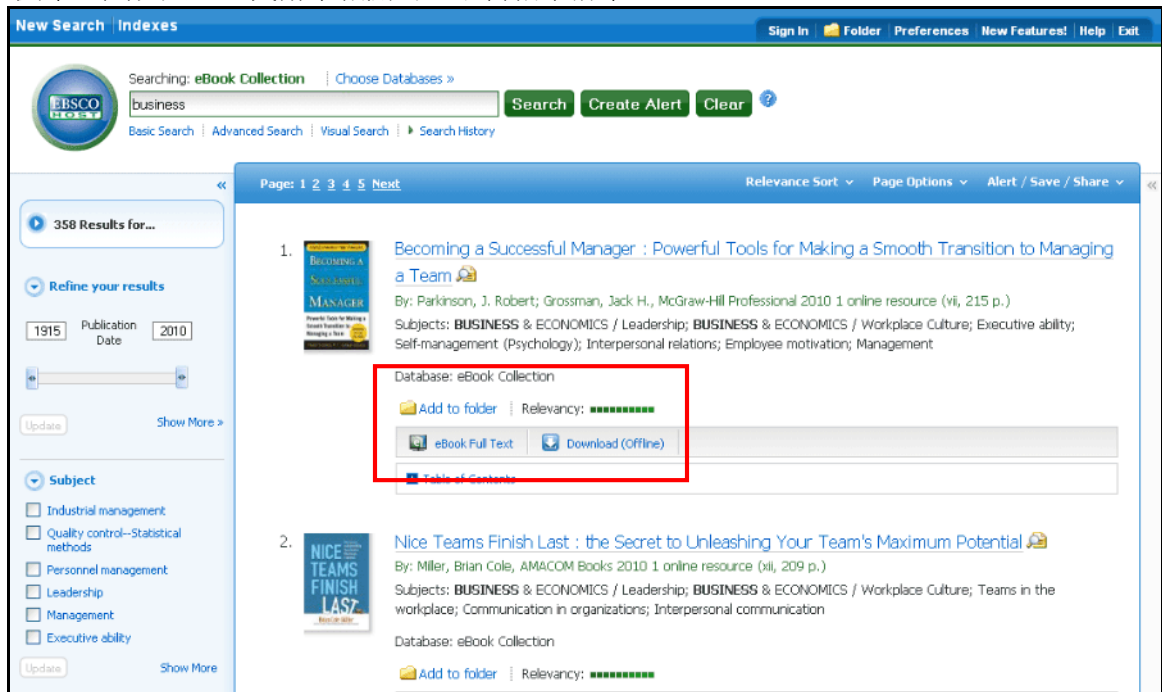 New Search Indexes
Sign In Folder Preferences New Features! Help Exit
Searching: eBook Collection Choose Databases »
EBSCO
HOST
business
Search Create Alert Clear ?
Basic Search Advanced Search Visual Search Search History
«
Page: 1 2 3 4 5 Next
Relevance Sort Page Options Alert / Save / Share
«
358 Results for...
Refine your results
1915 Publication Date 2010
Update Show More »
Subject
Industrial management
Quality control--Statistical
methods
Personnel management
Leadership
Management
Executive ability
Update Show More
1.
BECOMING A
SUCCESSFUL
MANAGER
Becoming a Successful Manager : Powerful Tools for Making a Smooth Transition to Managing
a Team
By: Parkinson, J. Robert; Grossman, Jack H., McGraw-Hill Professional 2010 1 online resource (vii, 215 p.)
Subjects: BUSINESS & ECONOMICS / Leadership; BUSINESS & ECONOMICS / Workplace Culture; Executive ability;
Self-management (Psychology); Interpersonal relations; Employee motivation; Management
Database: eBook Collection
Add to folder Relevancy:
eBook Full Text Download (Offline)
Table of Contents
2.
NICE
TEAMS
FINISH
LAST
Nice Teams Finish Last : the Secret to Unleashing Your Team's Maximum Potential
By: Miller, Brian Cole, AMACOM Books 2010 1 online resource (xii, 209 p.)
Subjects: BUSINESS & ECONOMICS / Leadership; BUSINESS & ECONOMICS / Workplace Culture; Teams in the
workplace; Communication in organizations; Interpersonal communication
Database: eBook Collection
Add to folder Relevancy: